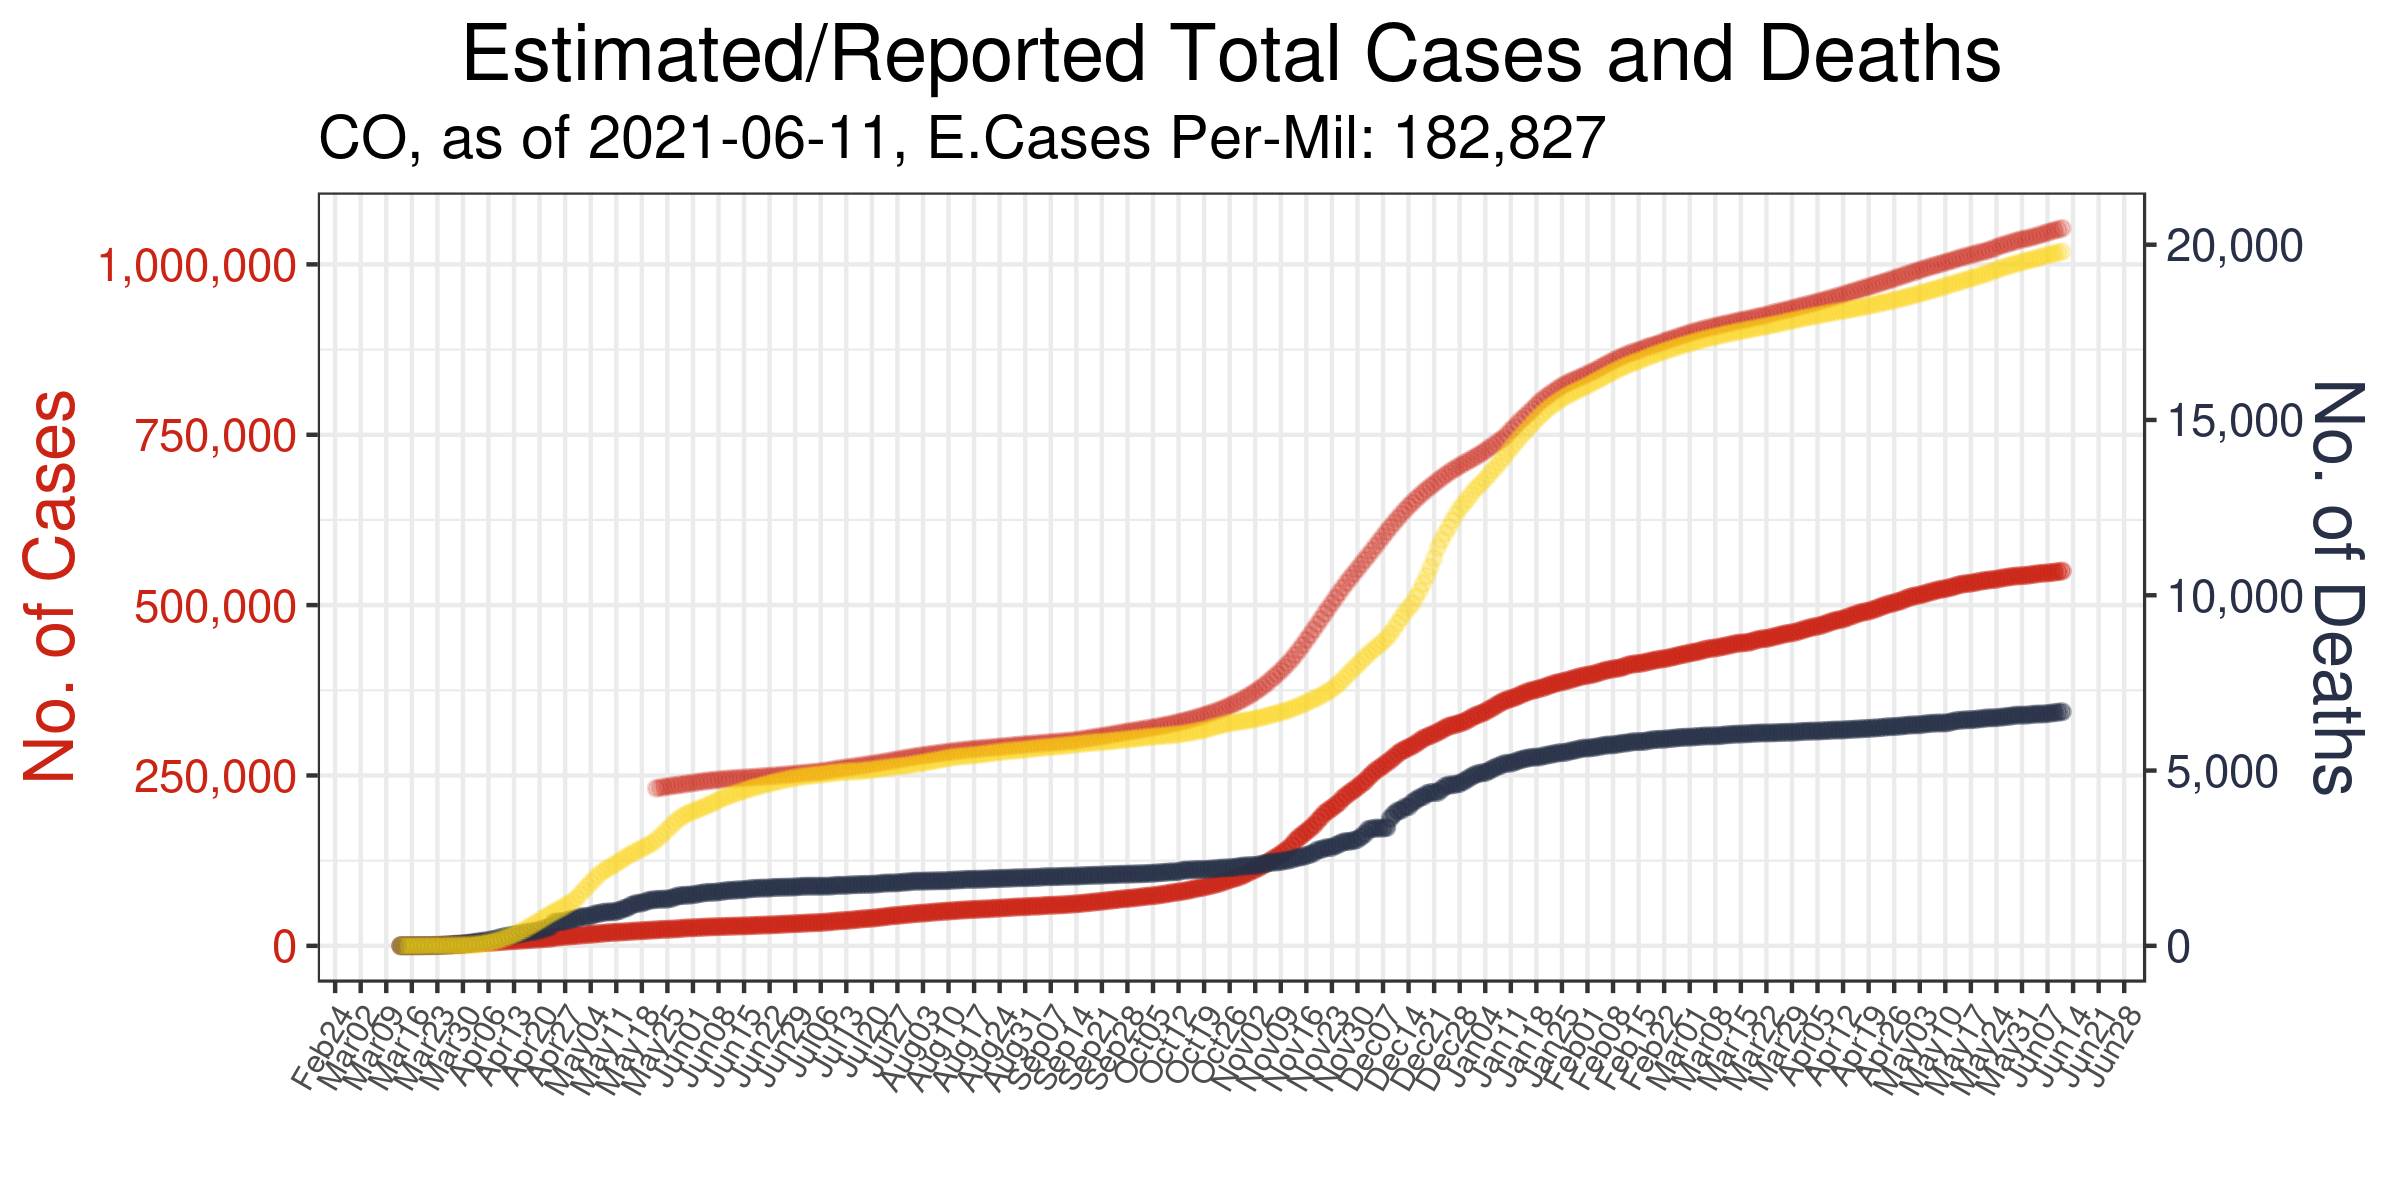 Estimated/Reported Total Cases and Deaths
CO, as of 2021-06-11, E.Cases Per-Mil: 182,827
No. of Cases
1,000,000
750,000
500,000
250,000
0
20,000
15,000
10,000
5,000
0
No. of Deaths
Feb24
Mar02
Mar09
Mar16
Mar23
Mar30
Apr06
Apr13
Apr20
Apr27
May04
May11
May18
May25
Jun01
Jun08
Jun15
Jun22
Jun29
Jul06
Jul13
Jul20
Jul27
Aug03
Aug10
Aug17
Aug24
Aug31
Sep07
Sep14
Sep21
Sep28
Oct05
Oct12
Oct19
Oct26
Nov02
Nov09
Nov16
Nov23
Nov30
Dec07
Dec14
Dec21
Dec28
Jan04
Jan11
Jan18
Jan25
Feb01
Feb08
Feb15
Feb22
Mar01
Mar08
Mar15
Mar22
Mar29
Apr05
Apr12
Apr19
Apr26
May03
May10
May17
May24
May31
Jun07
Jun14
Jun21
Jun28